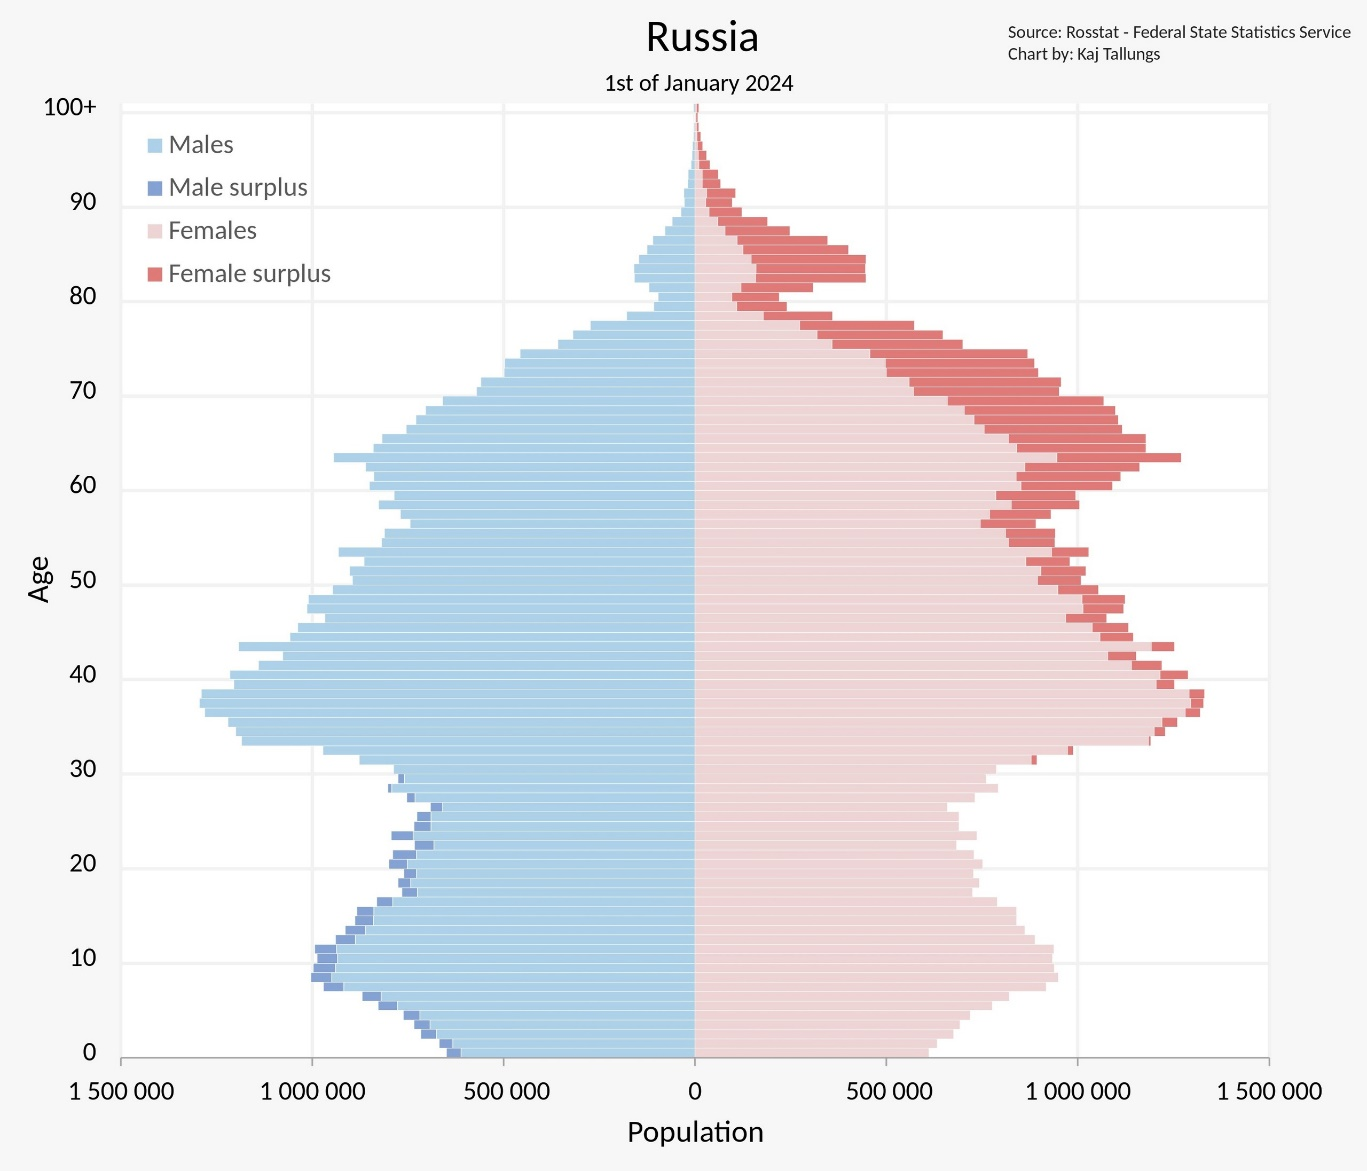 Russia
1st of January 2024
Source: Rosstat - Federal State Statistics Service
Chart by: Kaj Tallungs
Males
Male surplus
Females
Female surplus
100+
90
80
70
60
50
40
30
20
10
0
Age
1 500 000 1 000 000 500 000 0 500 000 1 000 000 1 500 000
Population